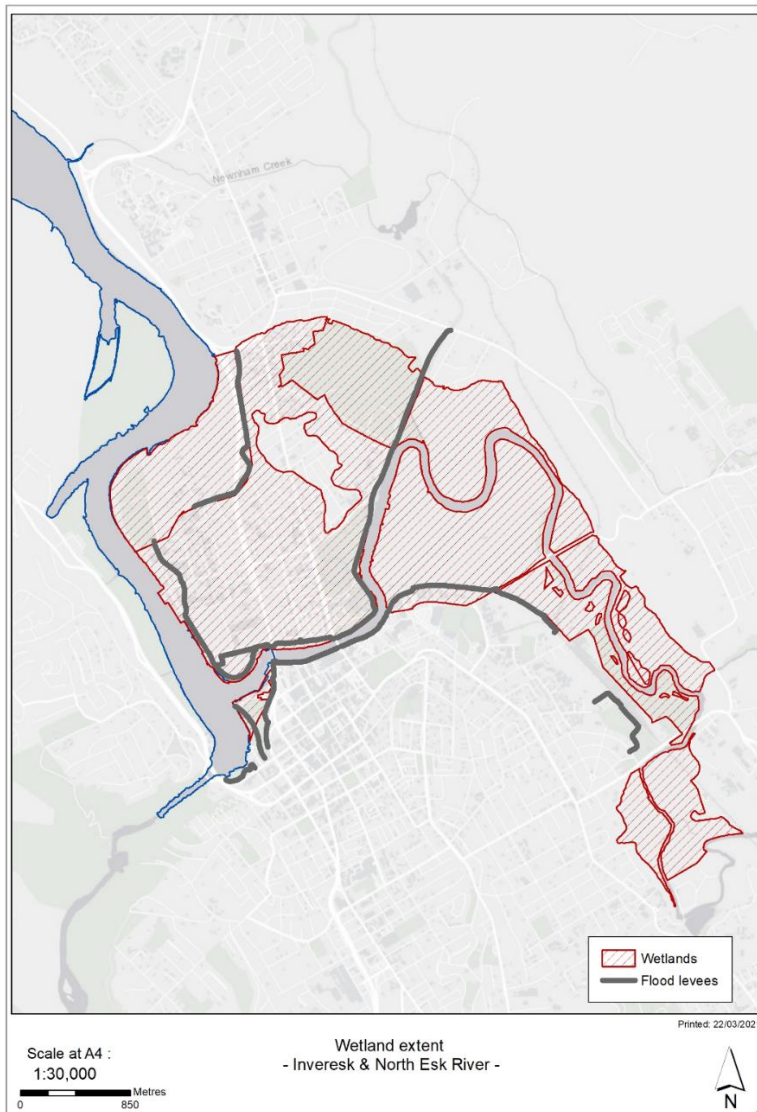 Newnham Creek
Wetlands
Flood levees
Printed: 22/03/202
Scale at A4 :
1:30,000
Metres
0 850
Wetland extent
- Inveresk & North Esk River -
N